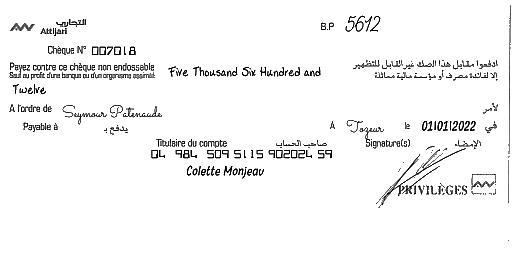 التجاري
Attijari
B.P 5612
Chèque N° 007018
Payez contre ce chèque non endossable
Sauf au profit d'une banque ou d'un organisme assimilé
Five Thousand Six Hundred and
ادفعوا مقابل هذا الصك غير القابل للتظهير
إلا لفائدة مصرف أو مؤسسة مالية مماثلة
Twelve
A l'ordre de Seymour Patenaude
لأمر
Payable à يدفع بـ
A Tozeur le 01/01/2022 في
Titulaire du compte صاحب الحساب
Signature(s) الإمضاء
04 984 509 5115 902024 59
Colette Monjeau
PRIVILÈGES